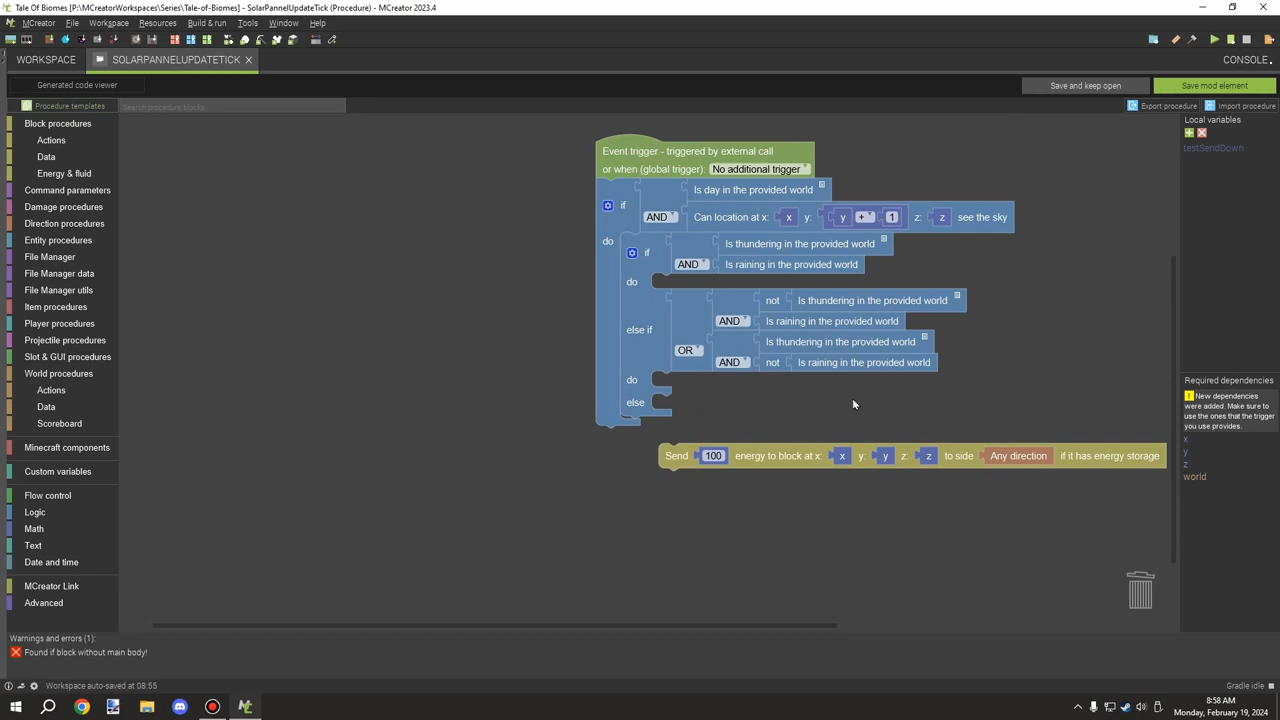 Tale Of Biomes [P:\MCreatorWorkspaces\Series\Tale-of-Biomes] - SolarPannelUpdateTick (Procedure) - MCreator 2023.4
MCreator File Workspace Resources Build & run Tools Window Help
WORKSPACE SOLARPANNELUPDATETICK CONSOLE
Generated code viewer Save and keep open Save mod element
Procedure templates Search procedure blocks Export procedure Import procedure
Block procedures
Actions
Data
Energy & fluid
Command parameters
Damage procedures
Direction procedures
Entity procedures
File Manager
File Manager data
File Manager utils
Item procedures
Player procedures
Projectile procedures
Slot & GUI procedures
World procedures
Actions
Data
Scoreboard
Minecraft components
Custom variables
Flow control
Logic
Math
Text
Date and time
MCreator Link
Advanced
Event trigger - triggered by external call
or when (global trigger): No additional trigger
if Is day in the provided world
AND Can location at x: x y: y + 1 z: z see the sky
do
if Is thundering in the provided world
AND Is raining in the provided world
do
else if
not Is thundering in the provided world
AND Is raining in the provided world
OR Is thundering in the provided world
AND not Is raining in the provided world
do
else
Send 100 energy to block at x: x y: y z: z to side Any direction if it has energy storage
Local variables
testSendDown
Required dependencies
! New dependencies
were added. Make sure to
use the ones that the trigger
you use provides.
x
y
z
world
Warnings and errors (1):
Found if block without main body!
Workspace auto-saved at 08:55 Gradle idle
8:58 AM
Monday, February 19, 2024